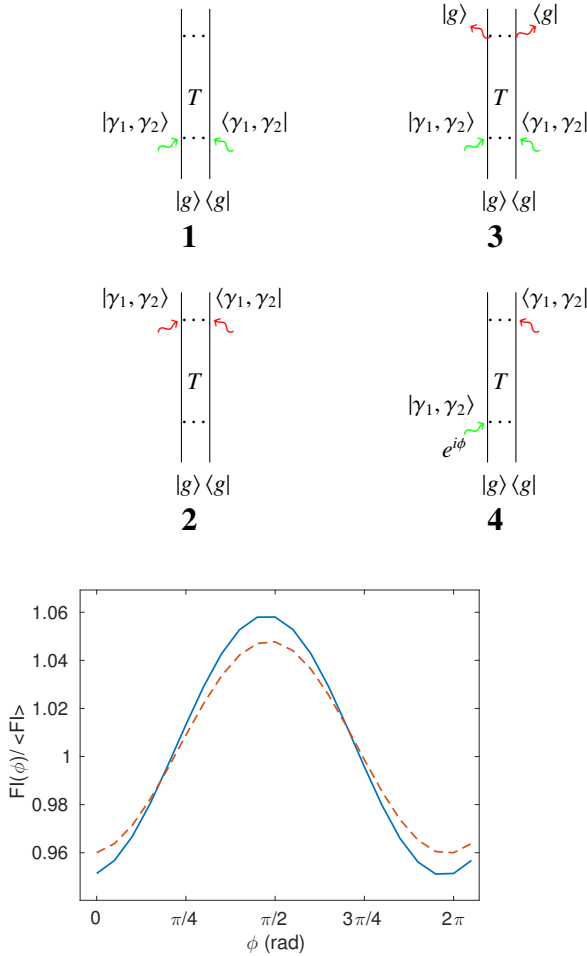 |g⟩ ⟨g|
· · · · · ·
T T
|γ₁, γ₂⟩ ⟨γ₁, γ₂| |γ₁, γ₂⟩ ⟨γ₁, γ₂|
· · · · · ·
|g⟩ ⟨g| |g⟩ ⟨g|
1 3
|γ₁, γ₂⟩ ⟨γ₁, γ₂| ⟨γ₁, γ₂|
· · · · · ·
T T
|γ₁, γ₂⟩
· · · · · ·
e^{iϕ}
|g⟩ ⟨g| |g⟩ ⟨g|
2 4
1.06
1.04
1.02
1
0.98
0.96
FI(ϕ)/ <FI>
0 π/4 π/2 3π/4 2π
ϕ (rad)